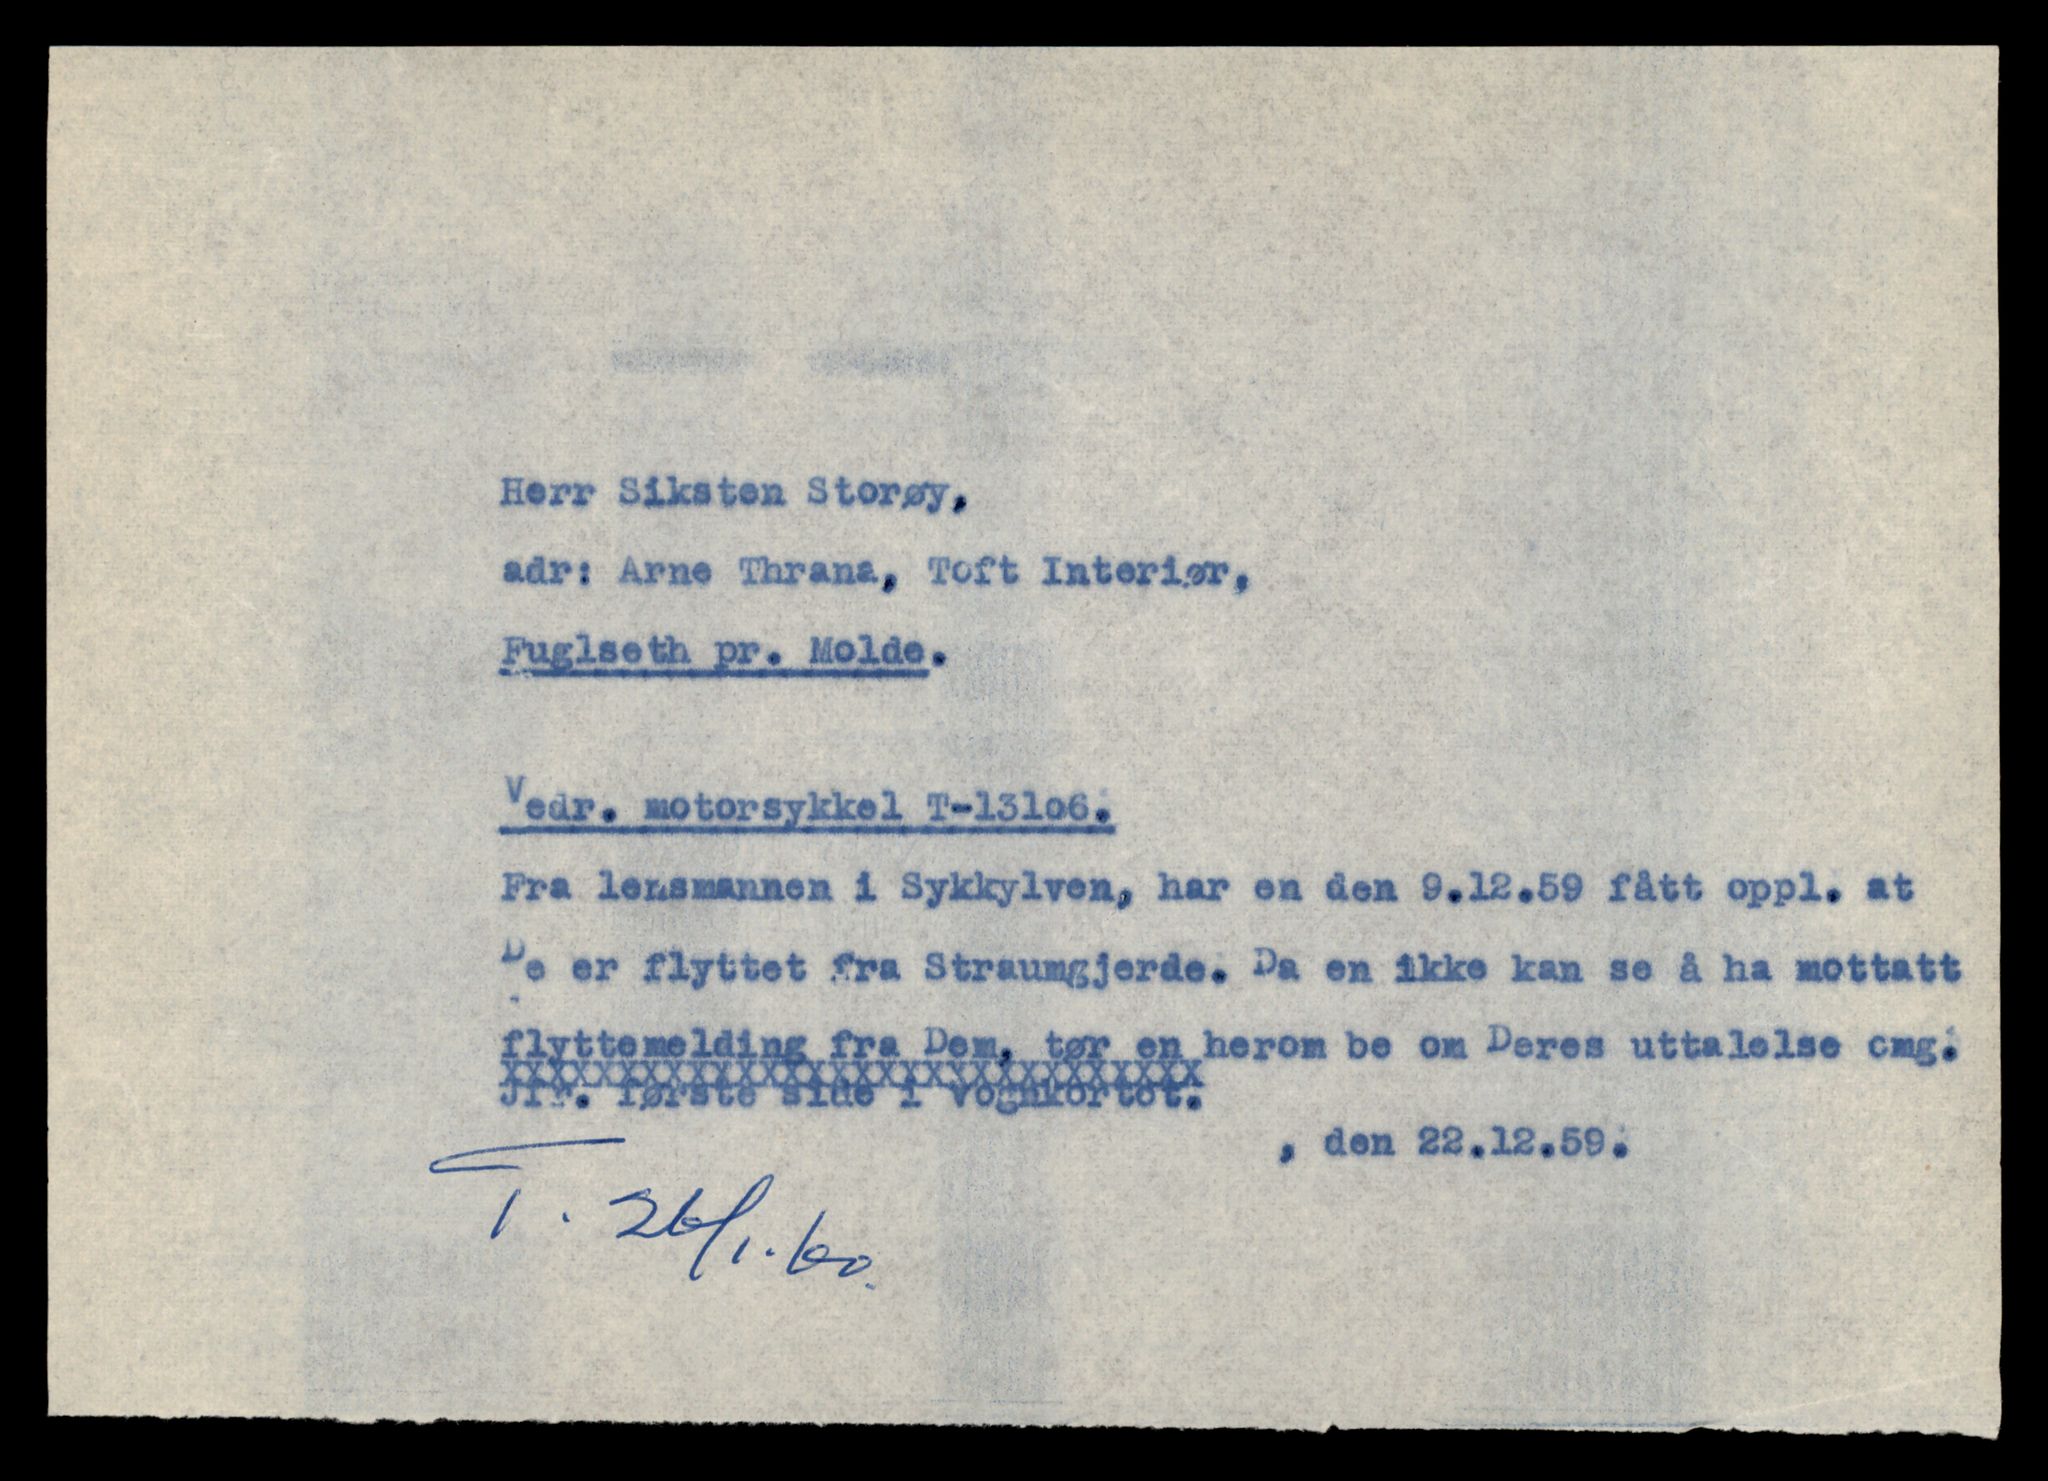 Herr Siksten Storøy,
adr: Arne Thrana, Toft Interiør,
Fuglseth pr. Molde.
Vedr. motorsykkel T-13106.
Fra lensmannen i Sykkylven, har en den 9.12.59 fått oppl. at
De er flyttet fra Straumgjerde. Da en ikke kan se å ha mottatt
flyttemelding fra Dem, tør en herom be om Deres uttalelse omg.
xxxxxxxxxxxxxxxxxxxxxxxxxxxxxx
Jfr. første side i vognkortet.
, den 22.12.59.
T. 26/1.60.